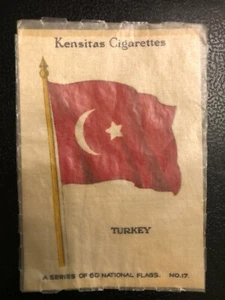 Kensitas Cigarettes
TURKEY
A SERIES OF 60 NATIONAL FLAGS. NO.17.